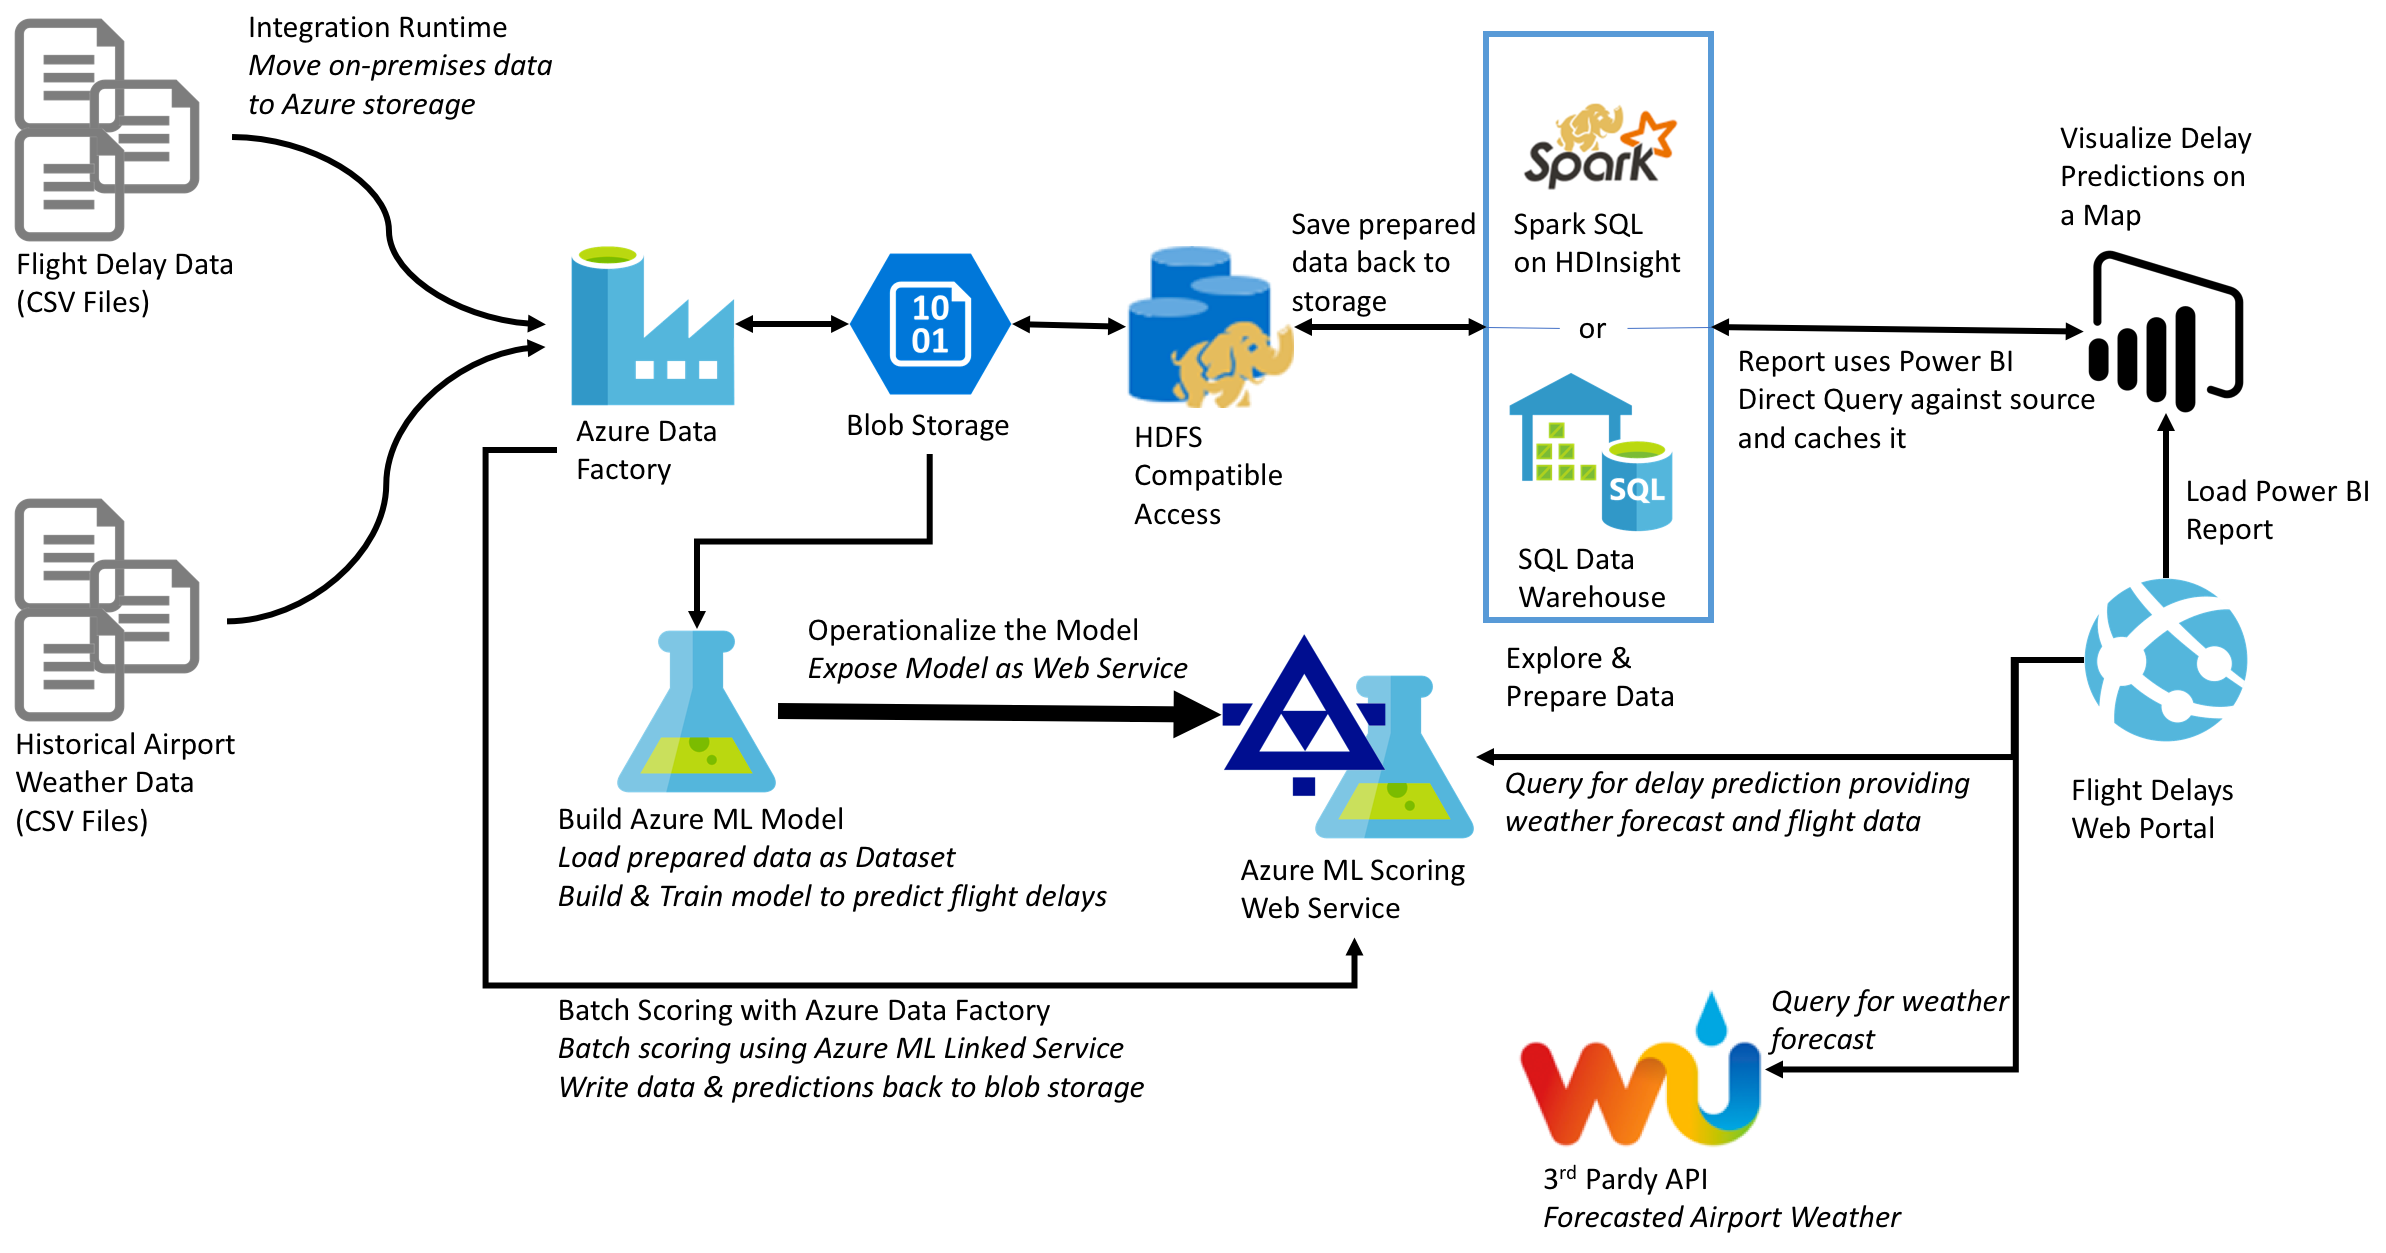 Integration Runtime
Move on-premises data
to Azure storeage
Flight Delay Data
(CSV Files)
Historical Airport
Weather Data
(CSV Files)
Azure Data
Factory
10
01
Blob Storage
HDFS
Compatible
Access
Save prepared
data back to
storage
Spark
Spark SQL
on HDInsight
or
SQL
SQL Data
Warehouse
Explore &
Prepare Data
Report uses Power BI
Direct Query against source
and caches it
Visualize Delay
Predictions on
a Map
Load Power BI
Report
Flight Delays
Web Portal
Operationalize the Model
Expose Model as Web Service
Build Azure ML Model
Load prepared data as Dataset
Build & Train model to predict flight delays
Azure ML Scoring
Web Service
Query for delay prediction providing
weather forecast and flight data
Batch Scoring with Azure Data Factory
Batch scoring using Azure ML Linked Service
Write data & predictions back to blob storage
Query for weather
forecast
wu
3rd Pardy API
Forecasted Airport Weather